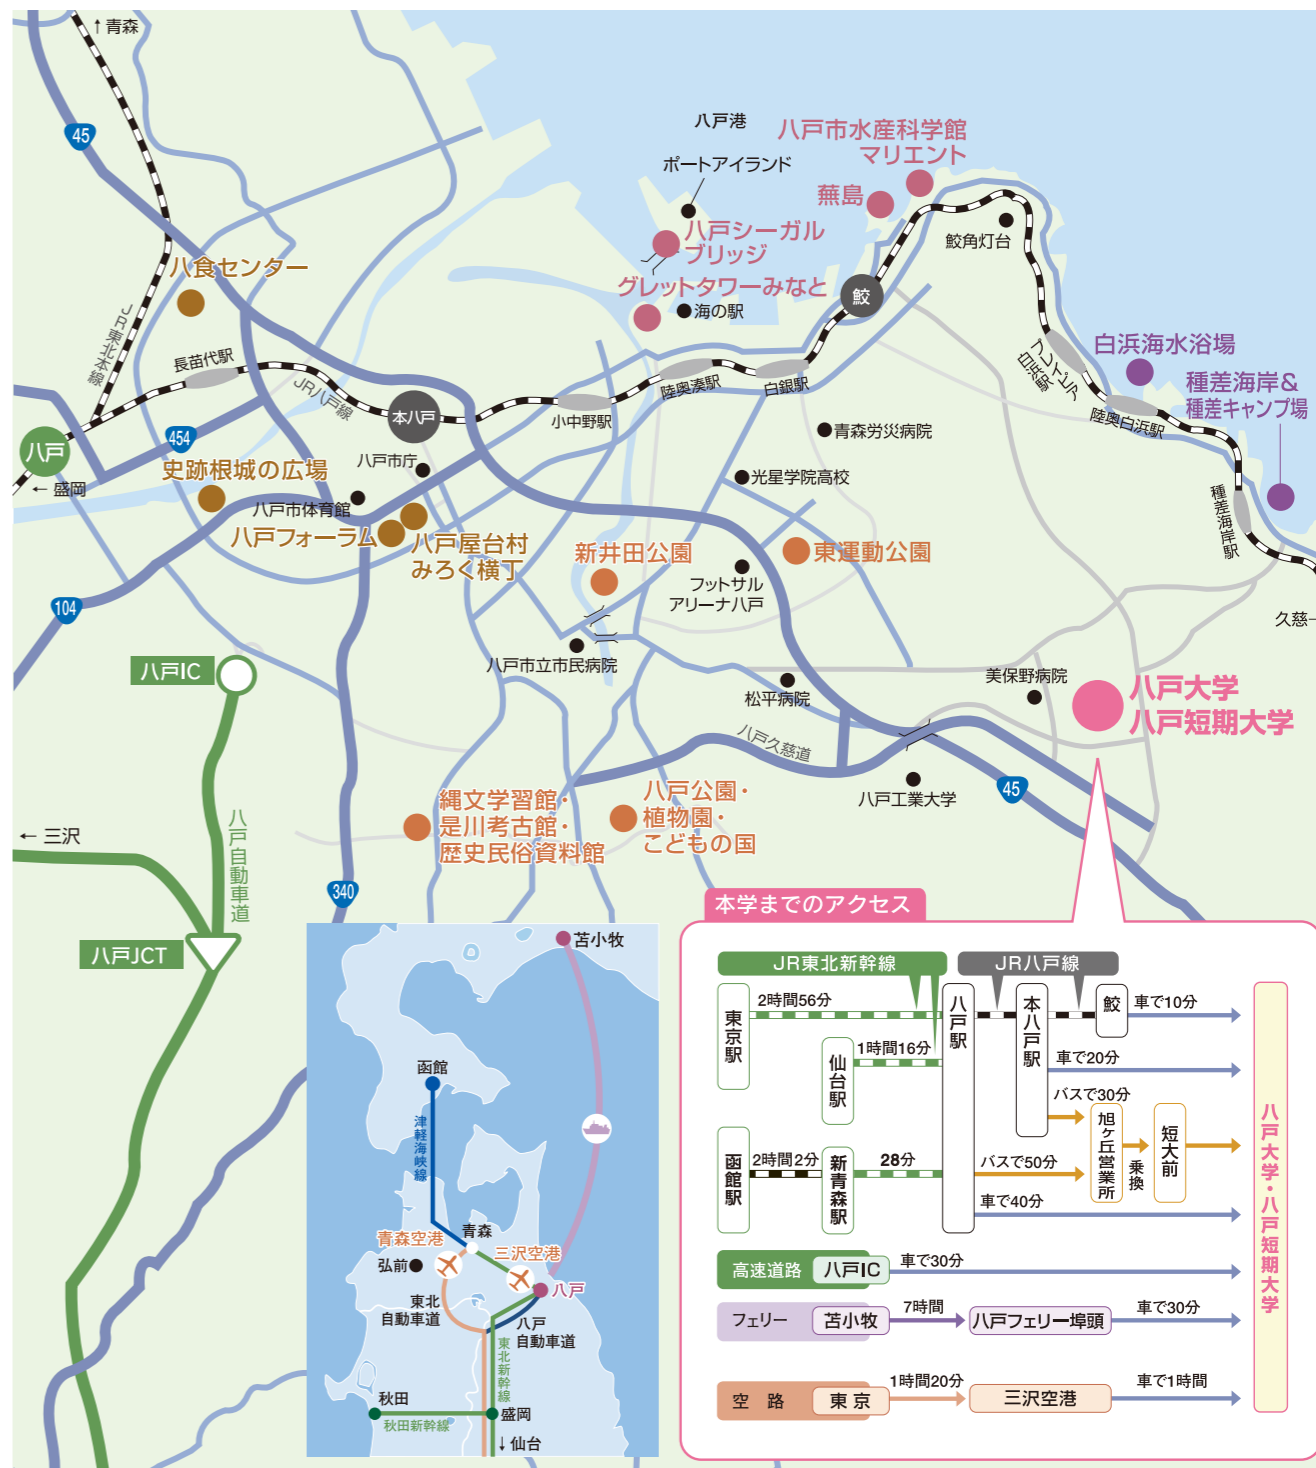 ↑青森
45
八戸港
ポートアイランド
八戸市水産科学館
マリエント
蕪島
鮫角灯台
八戸シーガル
ブリッジ
グレットタワーみなと
海の駅
鮫
八食センター
JR東北本線
長苗代駅
JR八戸線
本八戸
小中野駅
陸奥湊駅
白銀駅
プレイピア
白浜駅
白浜海水浴場
陸奥白浜駅
種差海岸&
種差キャンプ場
種差海岸駅
久慈→
八戸
← 盛岡
454
史跡根城の広場
八戸市庁
八戸市体育館
八戸フォーラム
八戸屋台村
みろく横丁
青森労災病院
光星学院高校
新井田公園
東運動公園
フットサル
アリーナ八戸
104
八戸IC
八戸市立市民病院
松平病院
美保野病院
八戸大学
八戸短期大学
八戸久慈道
八戸工業大学
45
← 三沢
八戸自動車道
八戸JCT
340
縄文学習館・
是川考古館・
歴史民俗資料館
八戸公園・
植物園・
こどもの国
苫小牧
函館
津軽海峡線
青森空港
青森
三沢空港
弘前
八戸
東北
自動車道
八戸
自動車道
東北新幹線
秋田
秋田新幹線
盛岡
↓仙台
本学までのアクセス
JR東北新幹線
JR八戸線
東京駅
2時間56分
仙台駅
1時間16分
八戸駅
本八戸駅
鮫
車で10分
車で20分
バスで30分
函館駅
2時間2分
新青森駅
28分
バスで50分
旭ヶ丘営業所
乗換
短大前
車で40分
高速道路
八戸IC
車で30分
フェリー
苫小牧
7時間
八戸フェリー埠頭
車で30分
空 路
東 京
1時間20分
三沢空港
車で1時間
八戸大学・八戸短期大学